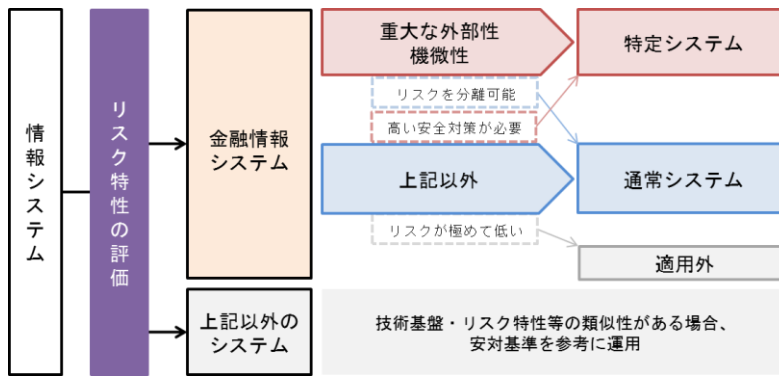 情報システム
リスク特性の評価
金融情報
システム
重大な外部性
機微性
特定システム
リスクを分離可能
高い安全対策が必要
上記以外
通常システム
リスクが極めて低い
適用外
上記以外の
システム
技術基盤・リスク特性等の類似性がある場合、
安対基準を参考に運用